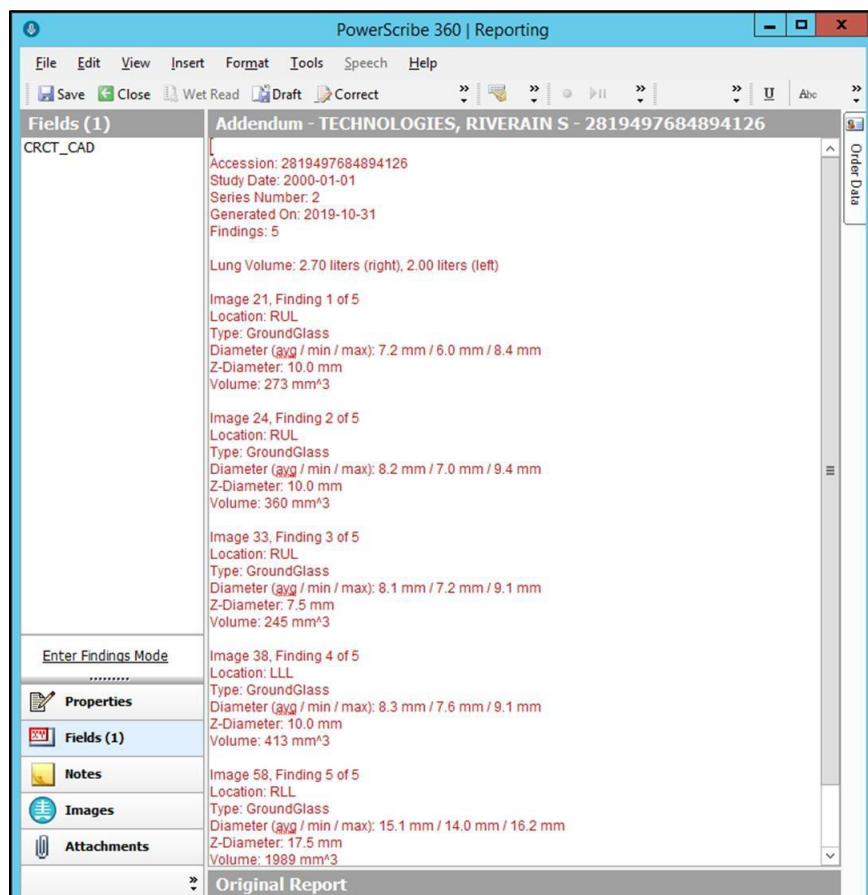 PowerScribe 360 | Reporting
File Edit View Insert Format Tools Speech Help
Save Close Wet Read Draft Correct U Abc
Fields (1)
CRCT_CAD
Addendum - TECHNOLOGIES, RIVERAIN S - 2819497684894126
Order Data
[
Accession: 2819497684894126
Study Date: 2000-01-01
Series Number: 2
Generated On: 2019-10-31
Findings: 5
Lung Volume: 2.70 liters (right), 2.00 liters (left)
Image 21, Finding 1 of 5
Location: RUL
Type: GroundGlass
Diameter (avg / min / max): 7.2 mm / 6.0 mm / 8.4 mm
Z-Diameter: 10.0 mm
Volume: 273 mm^3
Image 24, Finding 2 of 5
Location: RUL
Type: GroundGlass
Diameter (avg / min / max): 8.2 mm / 7.0 mm / 9.4 mm
Z-Diameter: 10.0 mm
Volume: 360 mm^3
Image 33, Finding 3 of 5
Location: RUL
Type: GroundGlass
Diameter (avg / min / max): 8.1 mm / 7.2 mm / 9.1 mm
Z-Diameter: 7.5 mm
Volume: 245 mm^3
Image 38, Finding 4 of 5
Location: LLL
Type: GroundGlass
Diameter (avg / min / max): 8.3 mm / 7.6 mm / 9.1 mm
Z-Diameter: 10.0 mm
Volume: 413 mm^3
Image 58, Finding 5 of 5
Location: RLL
Type: GroundGlass
Diameter (avg / min / max): 15.1 mm / 14.0 mm / 16.2 mm
Z-Diameter: 17.5 mm
Volume: 1989 mm^3
Enter Findings Mode
Properties
Fields (1)
Notes
Images
Attachments
Original Report